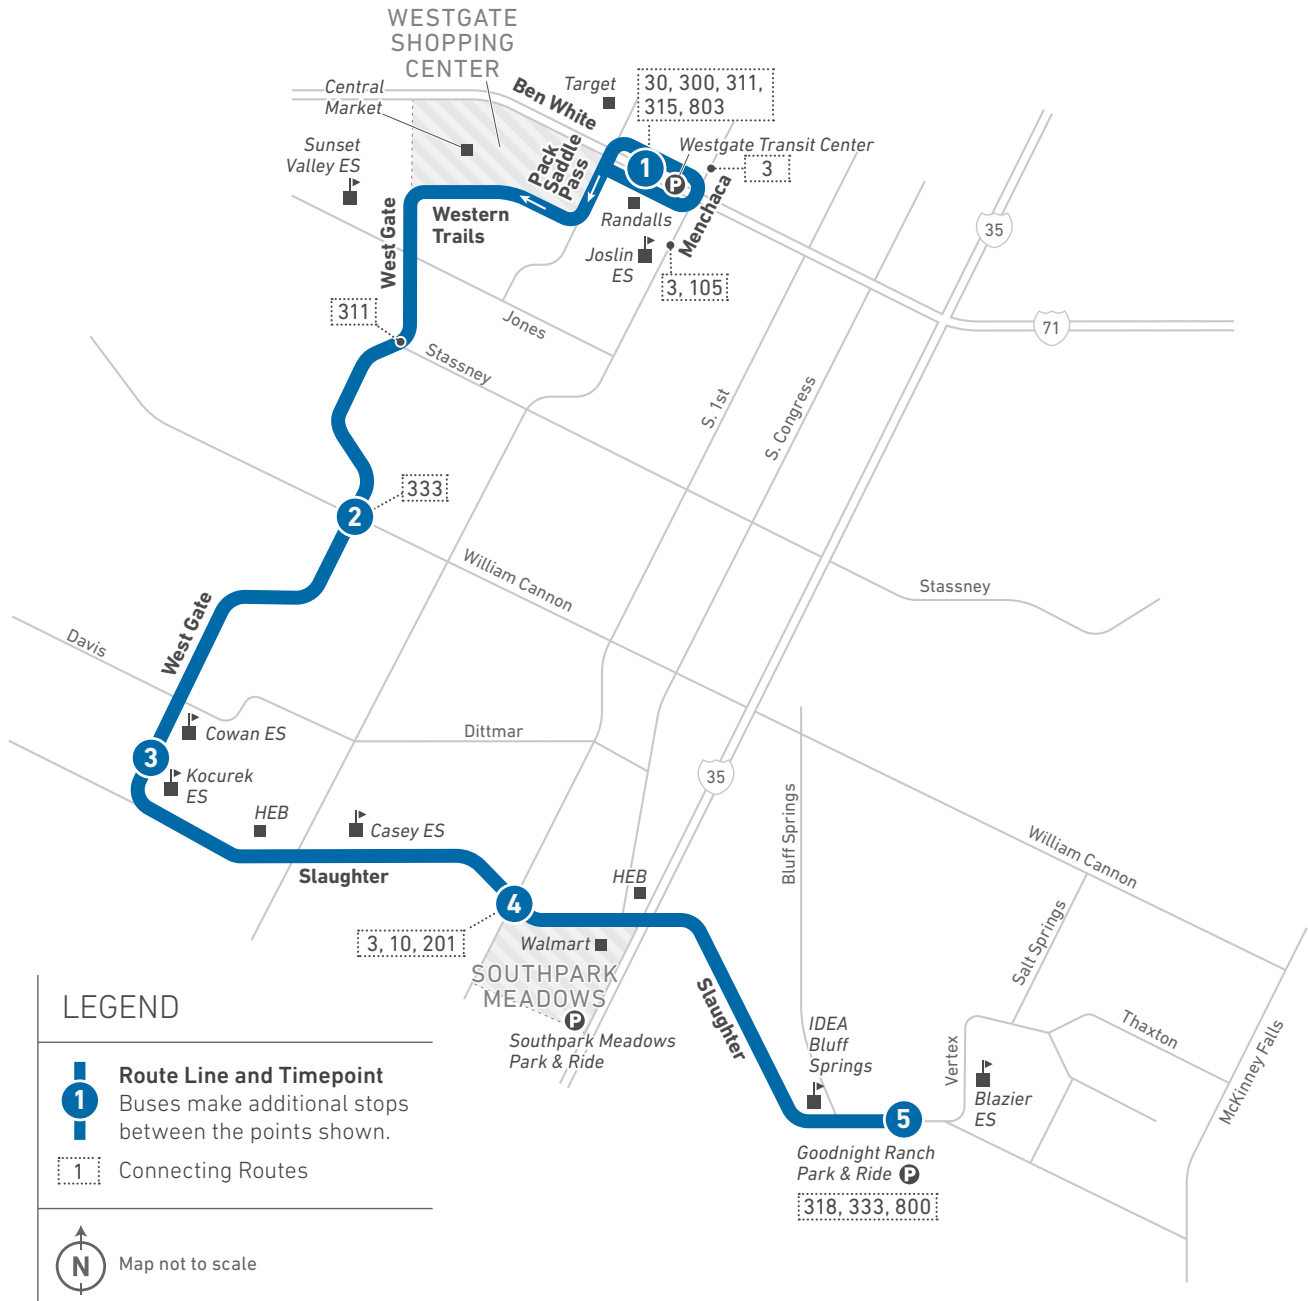 WESTGATE
SHOPPING
CENTER
Central
Market
Sunset
Valley ES
Ben White
Target
30, 300, 311,
315, 803
Westgate Transit Center
1
P
3
Pack
Saddle
Pass
Randalls
Menchaca
Joslin
ES
3, 105
Western
Trails
West Gate
311
Jones
Stassney
35
71
S. 1st
S. Congress
333
2
William Cannon
Stassney
West Gate
Davis
Cowan ES
3
Kocurek
ES
Dittmar
35
HEB
Casey ES
Slaughter
Bluff Springs
William Cannon
HEB
4
3, 10, 201
Walmart
SOUTHPARK
MEADOWS
P
Southpark Meadows
Park & Ride
Slaughter
Salt Springs
IDEA
Bluff
Springs
Vertex
Thaxton
McKinney Falls
Blazier
ES
5
Goodnight Ranch
Park & Ride P
318, 333, 800
LEGEND
1
Route Line and Timepoint
Buses make additional stops
between the points shown.
1
Connecting Routes
N
Map not to scale